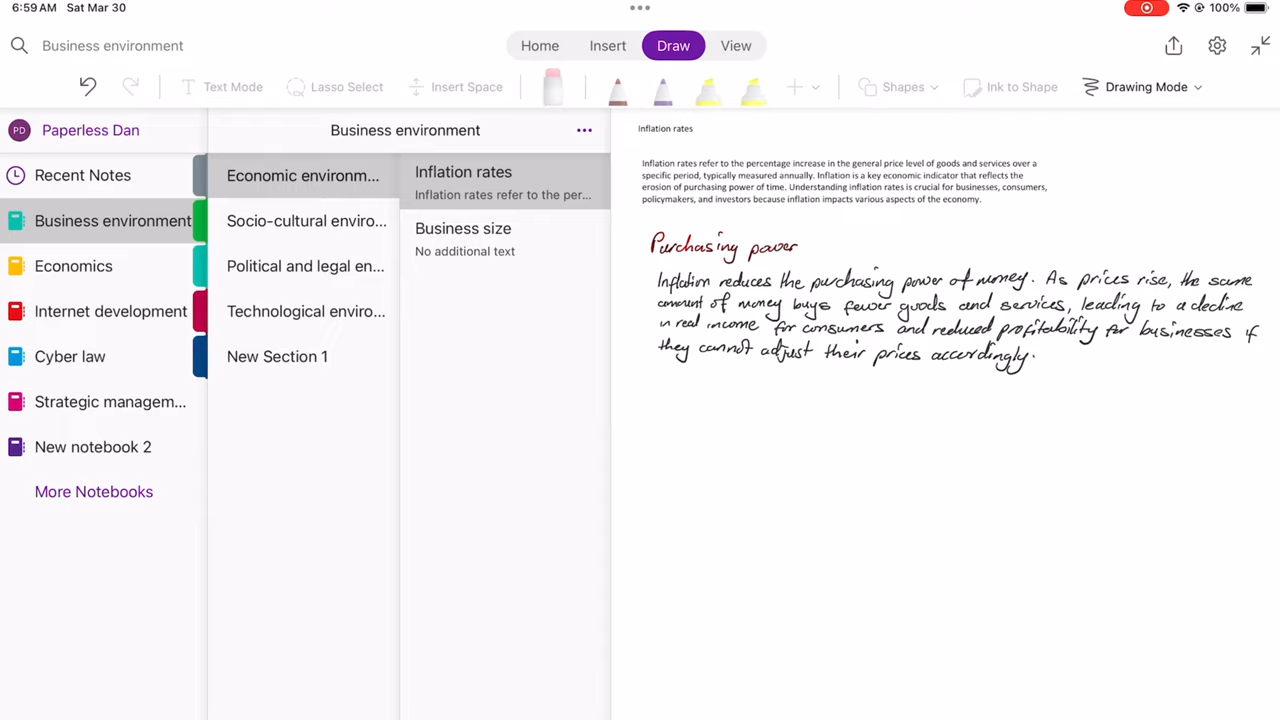 6:59 AM Sat Mar 30
100%
Business environment
Home Insert Draw View
Text Mode Lasso Select Insert Space Shapes Ink to Shape Drawing Mode
PD Paperless Dan
Recent Notes
Business environment
Economics
Internet development
Cyber law
Strategic managem...
New notebook 2
More Notebooks
Business environment
Economic environm...
Socio-cultural enviro...
Political and legal en...
Technological enviro...
New Section 1
Inflation rates
Inflation rates refer to the per...
Business size
No additional text
Inflation rates
Inflation rates refer to the percentage increase in the general price level of goods and services over a
specific period, typically measured annually. Inflation is a key economic indicator that reflects the
erosion of purchasing power of time. Understanding inflation rates is crucial for businesses, consumers,
policymakers, and investors because inflation impacts various aspects of the economy.
Purchasing power
Inflation reduces the purchasing power of money. As prices rise, the same
amount of money buys fewer goods and services, leading to a decline
in real income for consumers and reduced profitability for businesses if
they cannot adjust their prices accordingly.